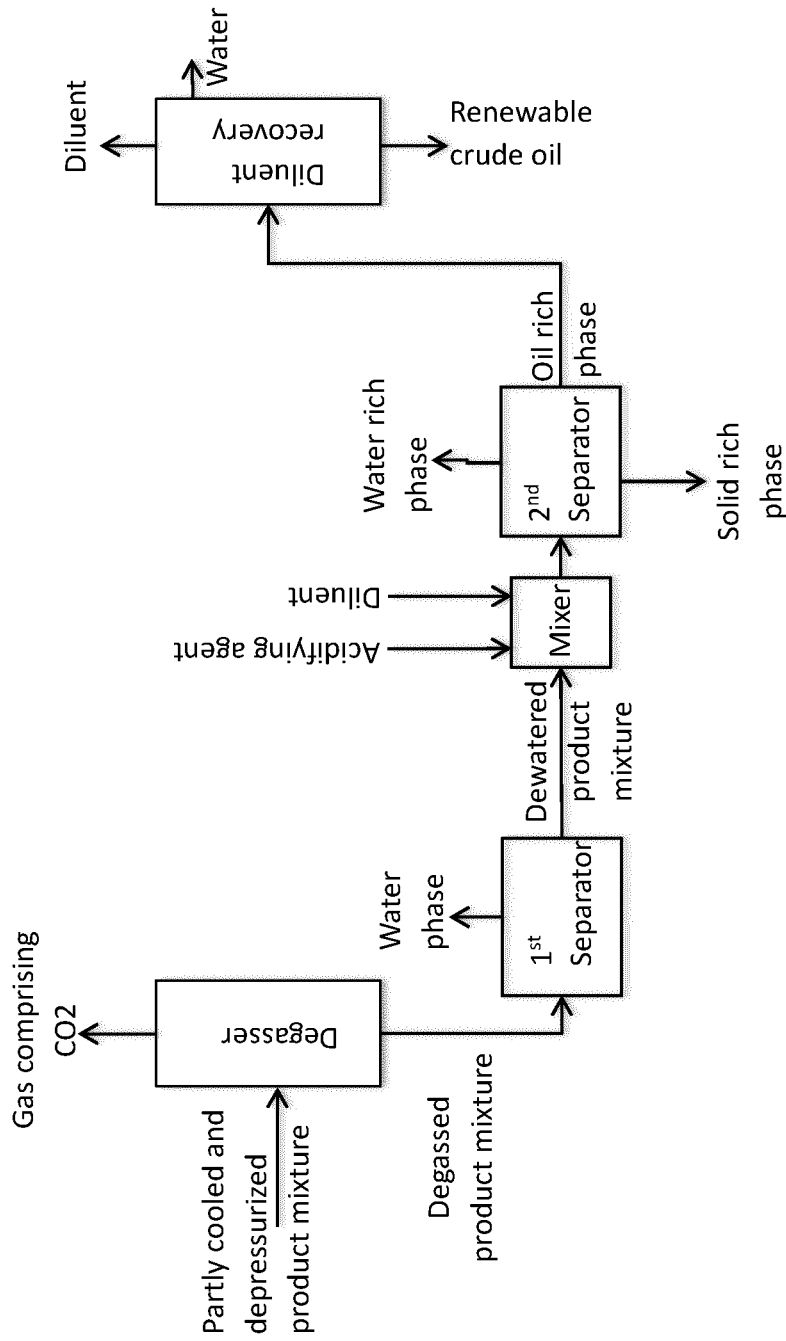 Gas comprising
CO2
Partly cooled and
depressurized
product mixture
Degasser
Degassed
product mixture
Water
phase
1st
Separator
Dewatered
product
mixture
Acidifying agent
Diluent
Mixer
Water rich
phase
2nd
Separator
Solid rich
phase
Oil rich
phase
Diluent
Water
Diluent
recovery
Renewable
crude oil